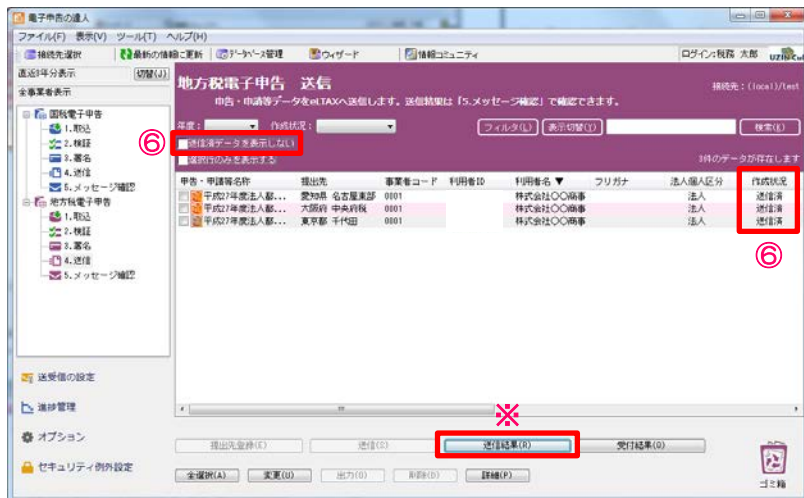 電子申告の達人
ファイル(F) 表示(V) ツール(T) ヘルプ(H)
接続先選択 最新の情報に更新 データベース管理 ウィザード 情報コミュニティ ログイン:税務 太郎
直近3年分表示 切替(J)
全事業者表示
国税電子申告
1.取込
2.検証
3.署名
4.送信
5.メッセージ確認
地方税電子申告
1.取込
2.検証
3.署名
4.送信
5.メッセージ確認
地方税電子申告 送信
接続先:(local)/test
申告・申請等データをeLTAXへ送信します。送信結果は「5.メッセージ確認」で確認できます。
年度: 作成状況: フィルタ(L) 表示切替(Y) 検索(K)
⑥ 送信済データを表示しない
選択行のみを表示する 3件のデータが存在します
申告・申請等名称 提出先 事業者コード 利用者ID 利用者名 ▼ フリガナ 法人個人区分 作成状況
平成27年度法人都... 愛知県 名古屋東部 0001 株式会社〇〇商事 法人 送信済
平成27年度法人都... 大阪府 中央府税 0001 株式会社〇〇商事 法人 送信済
平成27年度法人都... 東京都 千代田 0001 株式会社〇〇商事 法人 送信済
⑥
送受信の設定
進捗管理
オプション
セキュリティ例外設定
※
提出先登録(E) 送信(S) 送信結果(R) 受付結果(O)
全選択(A) 変更(U) 出力(O) 削除(D) 詳細(P)
ゴミ箱